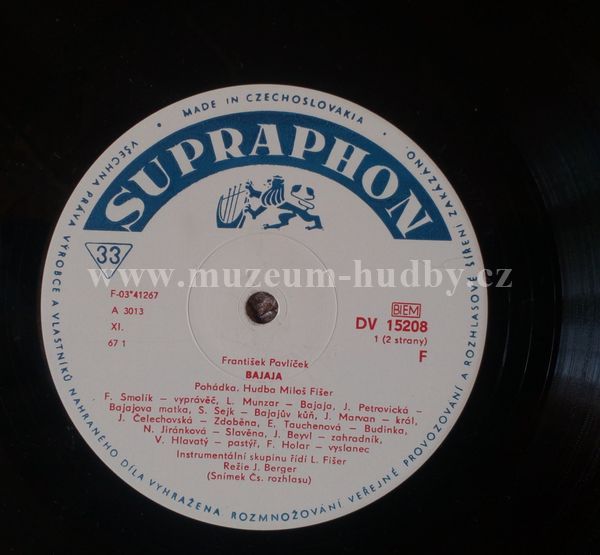 MADE IN CZECHOSLOVAKIA
SUPRAPHON
33
www.muzeum-hudby.cz
F-03*41267
A 3013
XI.
67 1
BIEM
DV 15208
1 (2 strany)
F
František Pavlíček
BAJAJA
Pohádka. Hudba Miloš Fišer
F. Smolík – vyprávěč, L. Munzar – Bajaja, J. Petrovická –
Bajajova matka, S. Sejk – Bajajův kůň, J. Marvan – král,
J. Čelechovská – Zdoběna, E. Tauchenová – Budinka,
N. Jiránková – Slavěna, J. Beyvl – zahradník,
V. Hlavatý – pastýř, F. Holar – vyslanec
Instrumentální skupinu řídí L. Fišer
Režie J. Berger
(Snímek Čs. rozhlasu)
VŠECHNA PRÁVA VÝROBCE A VLASTNÍKŮ NAHRANÉHO DÍLA VYHRAŽENA ROZMNOŽOVÁNÍ VEŘEJNÉ PROVOZOVÁNÍ A ROZHLASOVÉ ŠÍŘENÍ ZAKÁZÁNO